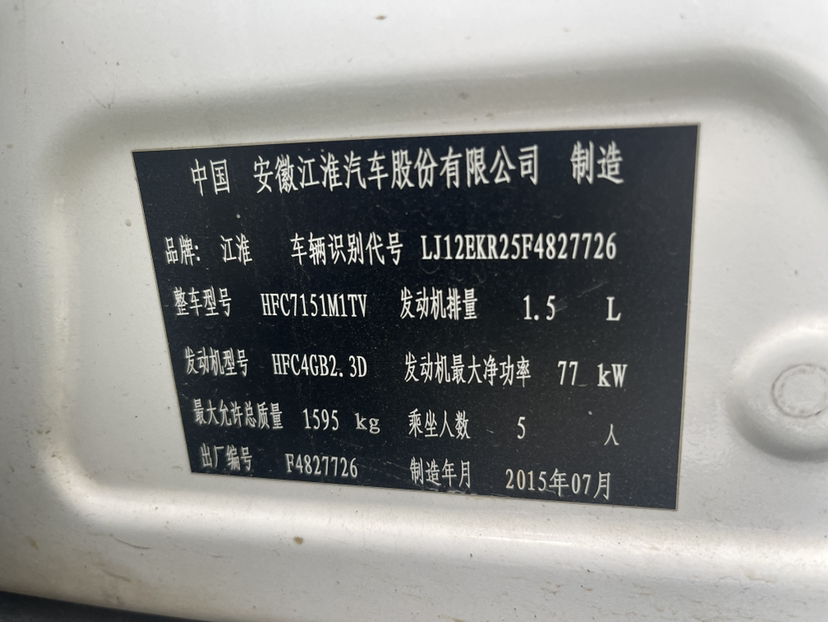 中国 安徽江淮汽车股份有限公司 制造
品牌: 江淮 车辆识别代号 LJ12EKR25F4827726
整车型号 HFC7151M1TV 发动机排量 1.5 L
发动机型号 HFC4GB2.3D 发动机最大净功率 77 kW
最大允许总质量 1595 kg 乘坐人数 5 人
出厂编号 F4827726 制造年月 2015年07月